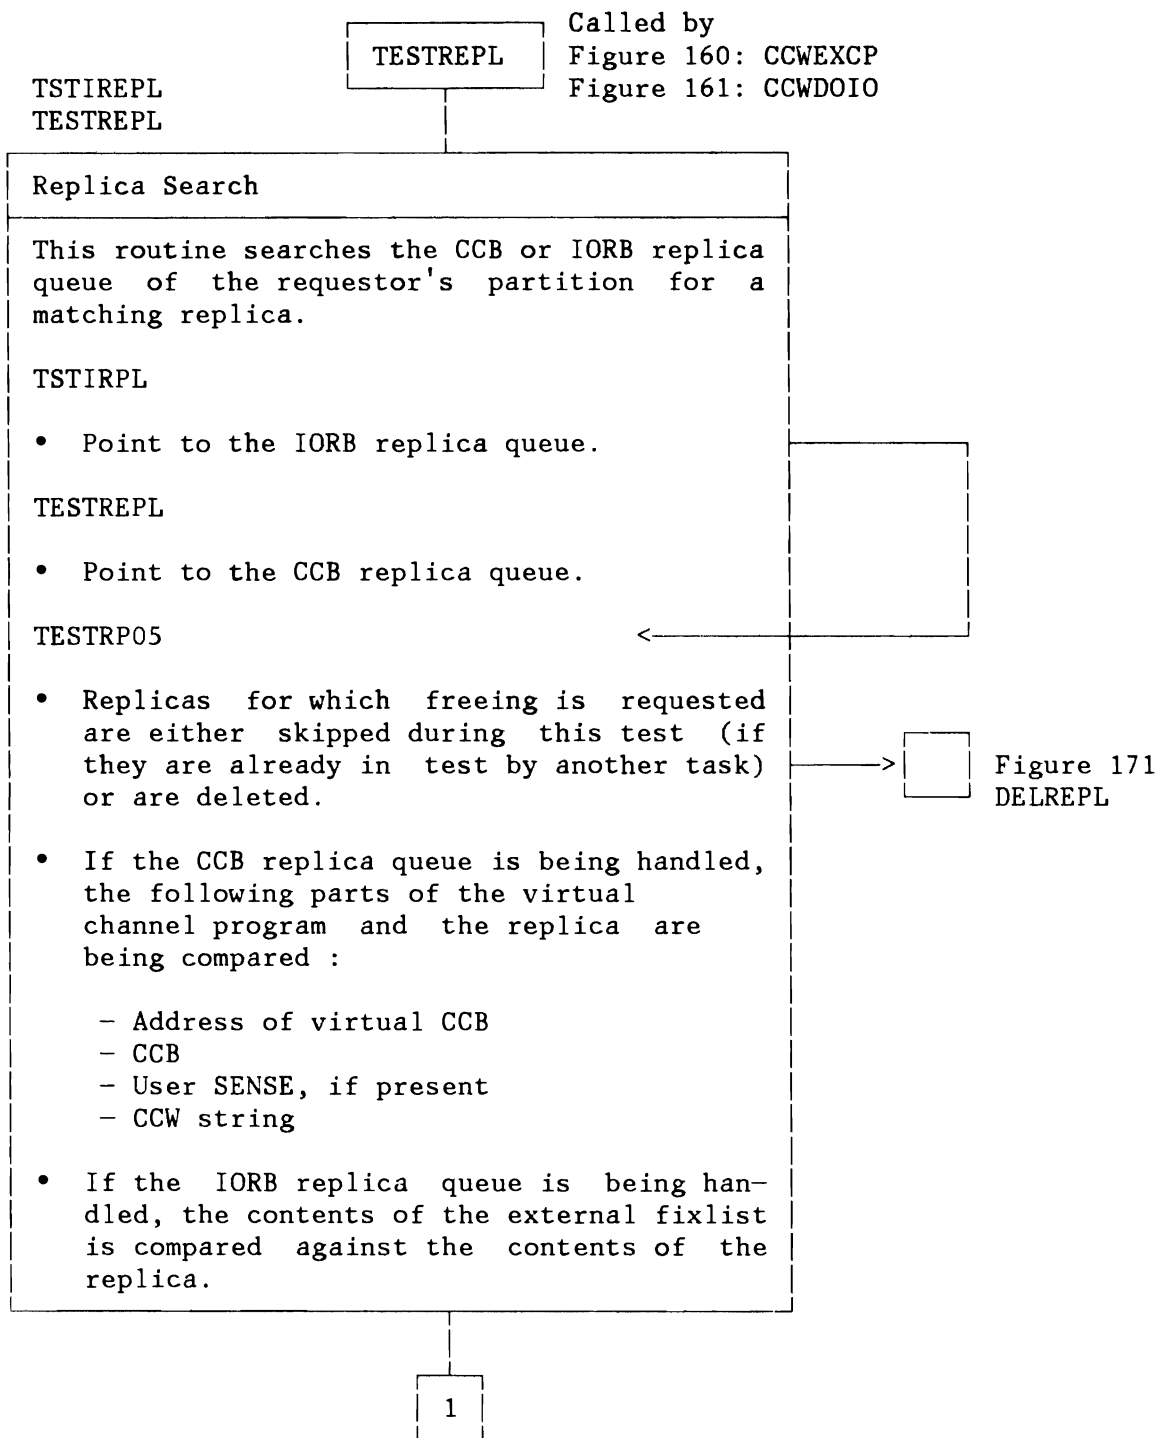 Called by
TESTREPL
Figure 160: CCWEXCP
Figure 161: CCWDOIO
TSTIREPL
TESTREPL
Replica Search
This routine searches the CCB or IORB replica
queue of the requestor's partition for a
matching replica.
TSTIRPL
• Point to the IORB replica queue.
TESTREPL
• Point to the CCB replica queue.
TESTRP05
• Replicas for which freeing is requested
are either skipped during this test (if
they are already in test by another task)
or are deleted.
Figure 171
DELREPL
• If the CCB replica queue is being handled,
the following parts of the virtual
channel program and the replica are
being compared :
– Address of virtual CCB
– CCB
– User SENSE, if present
– CCW string
• If the IORB replica queue is being han–
dled, the contents of the external fixlist
is compared against the contents of the
replica.
1